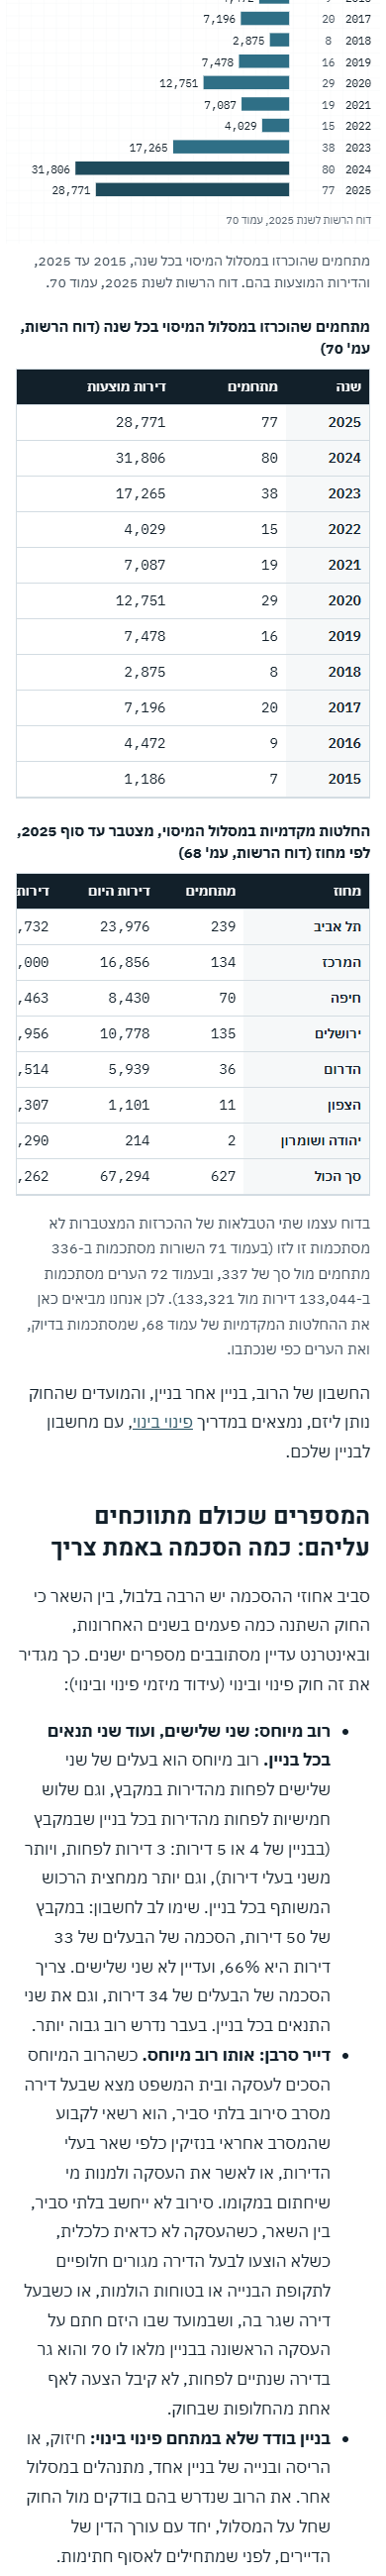 7,196 20 2017
2,875 8 2018
7,478 16 2019
12,751 29 2020
7,087 19 2021
4,029 15 2022
17,265 38 2023
31,806 80 2024
28,771 77 2025
דוח הרשות לשנת 2025, עמוד 70
מתחמים שהוכרזו במסלול המיסוי בכל שנה, 2015 עד 2025,
והדירות המוצעות בהם. דוח הרשות לשנת 2025, עמוד 70.
מתחמים שהוכרזו במסלול המיסוי בכל שנה (דוח הרשות,
עמ' 70)
שנה מתחמים דירות מוצעות
2025 77 28,771
2024 80 31,806
2023 38 17,265
2022 15 4,029
2021 19 7,087
2020 29 12,751
2019 16 7,478
2018 8 2,875
2017 20 7,196
2016 9 4,472
2015 7 1,186
החלטות מקדמיות במסלול המיסוי, מצטבר עד סוף 2025,
לפי מחוז (דוח הרשות, עמ' 68)
מחוז מתחמים דירות היום דירות
תל אביב 239 23,976 ,732
המרכז 134 16,856 ,000
חיפה 70 8,430 ,463
ירושלים 135 10,778 ,956
הדרום 36 5,939 ,514
הצפון 11 1,101 ,307
יהודה ושומרון 2 214 ,290
סך הכול 627 67,294 ,262
בדוח עצמו שתי הטבלאות של ההכרזות המצטברות לא
מסתכמות זו לזו (בעמוד 71 השורות מסתכמות ב-336
מתחמים מול סך של 337, ובעמוד 72 הערים מסתכמות
ב-133,044 דירות מול 133,321). לכן אנחנו מביאים כאן
את ההחלטות המקדמיות של עמוד 68, שמסתכמות בדיוק,
ואת הערים כפי שנכתבו.
החשבון של הרוב, בניין אחר בניין, והמועדים שהחוק
נותן ליזם, נמצאים במדריך פינוי בינוי, עם מחשבון
לבניין שלכם.
המספרים שכולם מתווכחים
עליהם: כמה הסכמה באמת צריך
סביב אחוזי ההסכמה יש הרבה בלבול, בין השאר כי
החוק השתנה כמה פעמים בשנים האחרונות,
ובאינטרנט עדיין מסתובבים מספרים ישנים. כך מגדיר
את זה חוק פינוי ובינוי (עידוד מיזמי פינוי ובינוי):
• רוב מיוחס: שני שלישים, ועוד שני תנאים
בכל בניין. רוב מיוחס הוא בעלים של שני
שלישים לפחות מהדירות במקבץ, וגם שלוש
חמישיות לפחות מהדירות בכל בניין שבמקבץ
(בבניין של 4 או 5 דירות: 3 דירות לפחות, ויותר
משני בעלי דירות), וגם יותר ממחצית הרכוש
המשותף בכל בניין. שימו לב לחשבון: במקבץ
של 50 דירות, הסכמה של הבעלים של 33
דירות היא 66%, ועדיין לא שני שלישים. צריך
הסכמה של הבעלים של 34 דירות, וגם את שני
התנאים בכל בניין. בעבר נדרש רוב גבוה יותר.
• דייר סרבן: אותו רוב מיוחס. כשהרוב המיוחס
הסכים לעסקה ובית המשפט מצא שבעל דירה
מסרב סירוב בלתי סביר, הוא רשאי לקבוע
שהמסרב אחראי בנזיקין כלפי שאר בעלי
הדירות, או לאשר את העסקה ולמנות מי
שיחתום במקומו. סירוב לא ייחשב בלתי סביר,
בין השאר, כשהעסקה לא כדאית כלכלית,
כשלא הוצעו לבעל הדירה מגורים חלופיים
לתקופת הבנייה או בטוחות הולמות, או כשבעל
דירה שגר בה, ושבמועד שבו היזם חתם על
העסקה הראשונה בבניין מלאו לו 70 והוא גר
בדירה שנתיים לפחות, לא קיבל הצעה לאף
אחת מהחלופות שבחוק.
• בניין בודד שלא במתחם פינוי בינוי: חיזוק, או
הריסה ובנייה של בניין אחד, מתנהלים במסלול
אחר. את הרוב שנדרש בהם בודקים מול החוק
שחל על המסלול, יחד עם עורך הדין של
הדיירים, לפני שמתחילים לאסוף חתימות.